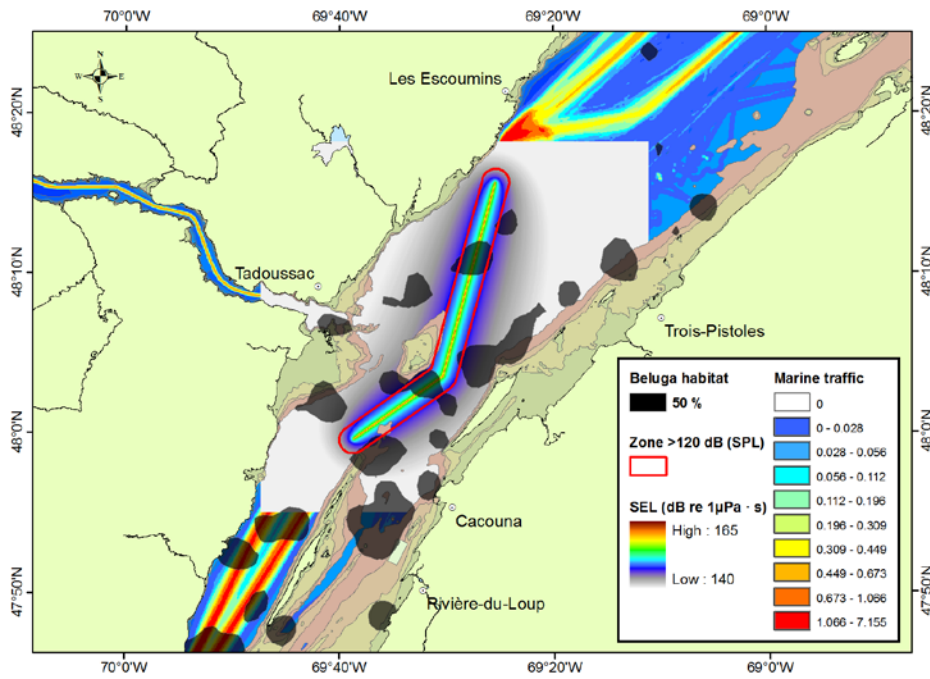 70°0'W 69°40'W 69°20'W 69°0'W
N
W E
S
48°20'N 48°20'N
Les Escoumins
48°10'N 48°10'N
Tadoussac
Trois-Pistoles
48°0'N 48°0'N
Cacouna
47°50'N 47°50'N
Rivière-du-Loup
Beluga habitat
50 %
Zone >120 dB (SPL)
SEL (dB re 1µPa · s)
High : 165
Low : 140
Marine traffic
0
0 - 0.028
0.028 - 0.056
0.056 - 0.112
0.112 - 0.196
0.196 - 0.309
0.309 - 0.449
0.449 - 0.673
0.673 - 1.066
1.066 - 7.155
70°0'W 69°40'W 69°20'W 69°0'W